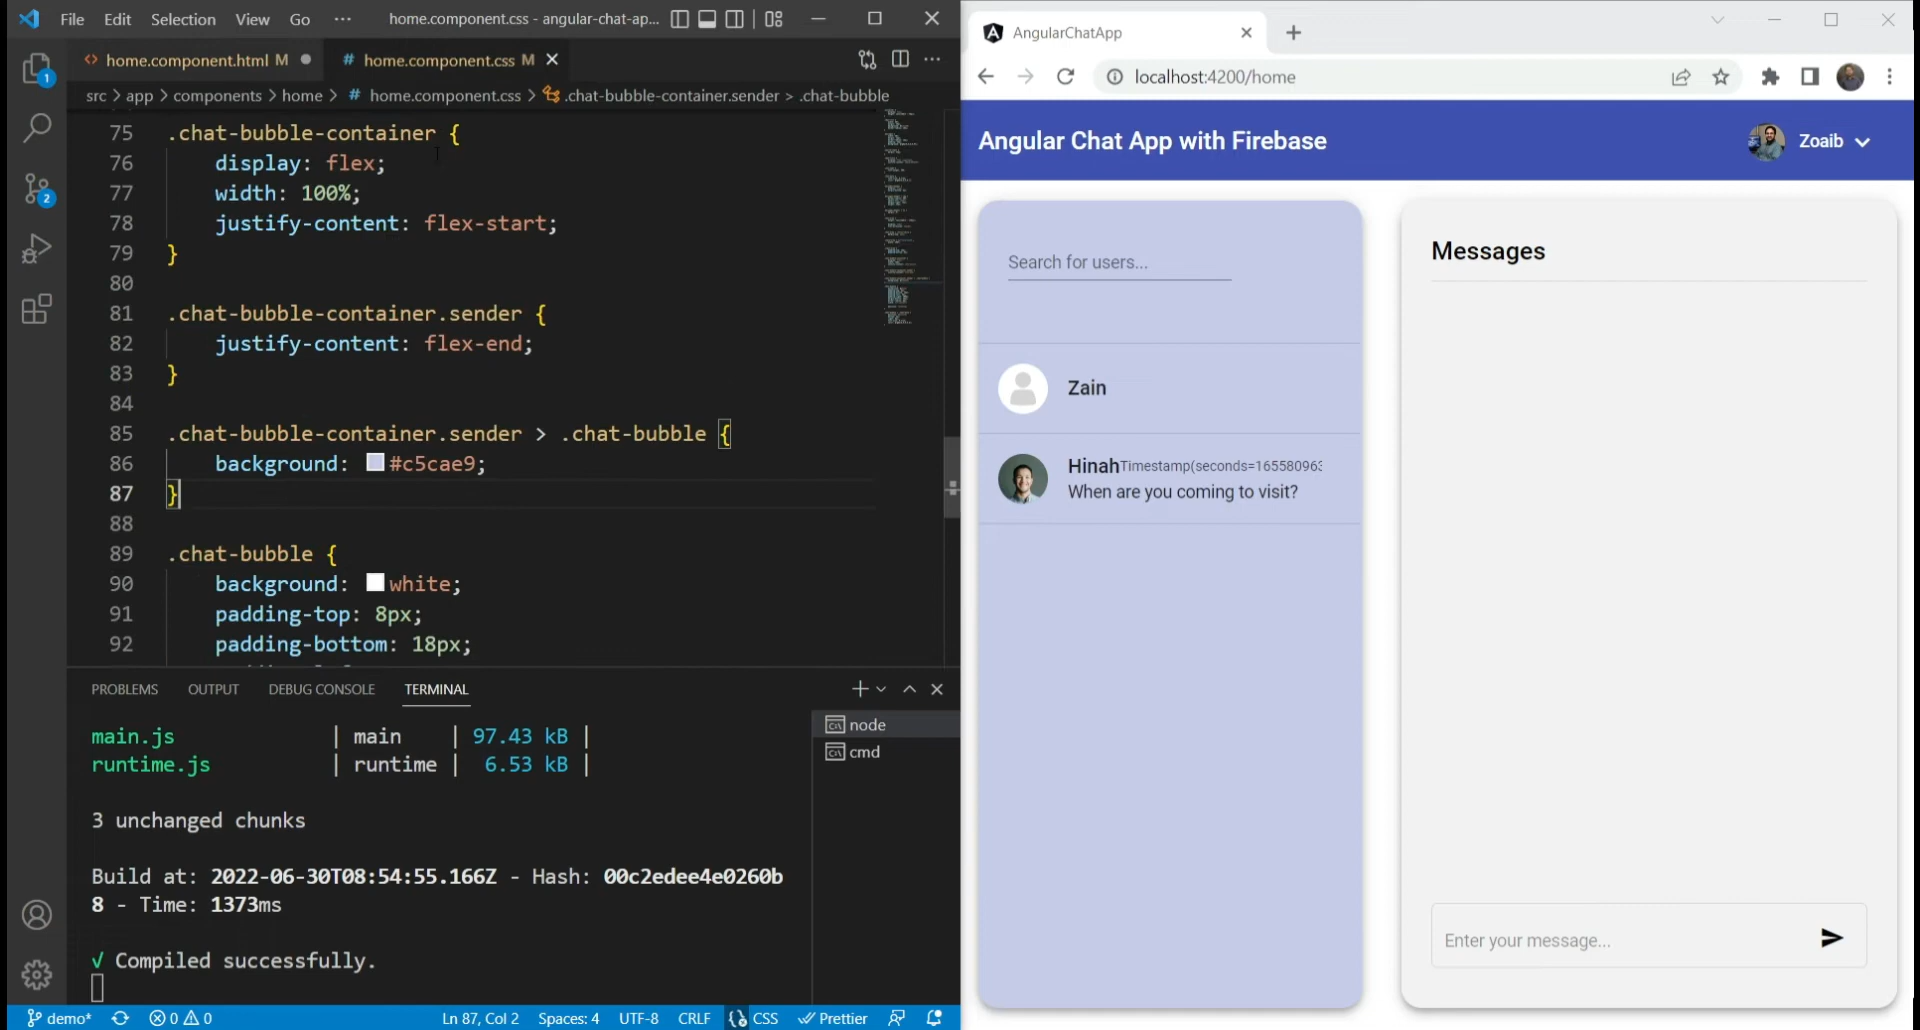 File Edit Selection View Go ··· home.component.css - angular-chat-ap...
home.component.html M ● # home.component.css M
src > app > components > home > # home.component.css > .chat-bubble-container.sender > .chat-bubble
75 .chat-bubble-container {
76 display: flex;
77 width: 100%;
78 justify-content: flex-start;
79 }
80
81 .chat-bubble-container.sender {
82 justify-content: flex-end;
83 }
84
85 .chat-bubble-container.sender > .chat-bubble {
86 background: #c5cae9;
87 }
88
89 .chat-bubble {
90 background: white;
91 padding-top: 8px;
92 padding-bottom: 18px;
PROBLEMS OUTPUT DEBUG CONSOLE TERMINAL
main.js | main | 97.43 kB |
runtime.js | runtime | 6.53 kB |
3 unchanged chunks
Build at: 2022-06-30T08:54:55.166Z - Hash: 00c2edee4e0260b
8 - Time: 1373ms
√ Compiled successfully.
node
cmd
1
2
demo* 0 0 Ln 87, Col 2 Spaces: 4 UTF-8 CRLF CSS Prettier
AngularChatApp
localhost:4200/home
Angular Chat App with Firebase
Zoaib
Search for users...
Zain
Hinah Timestamp(seconds=16558096
When are you coming to visit?
Messages
Enter your message...